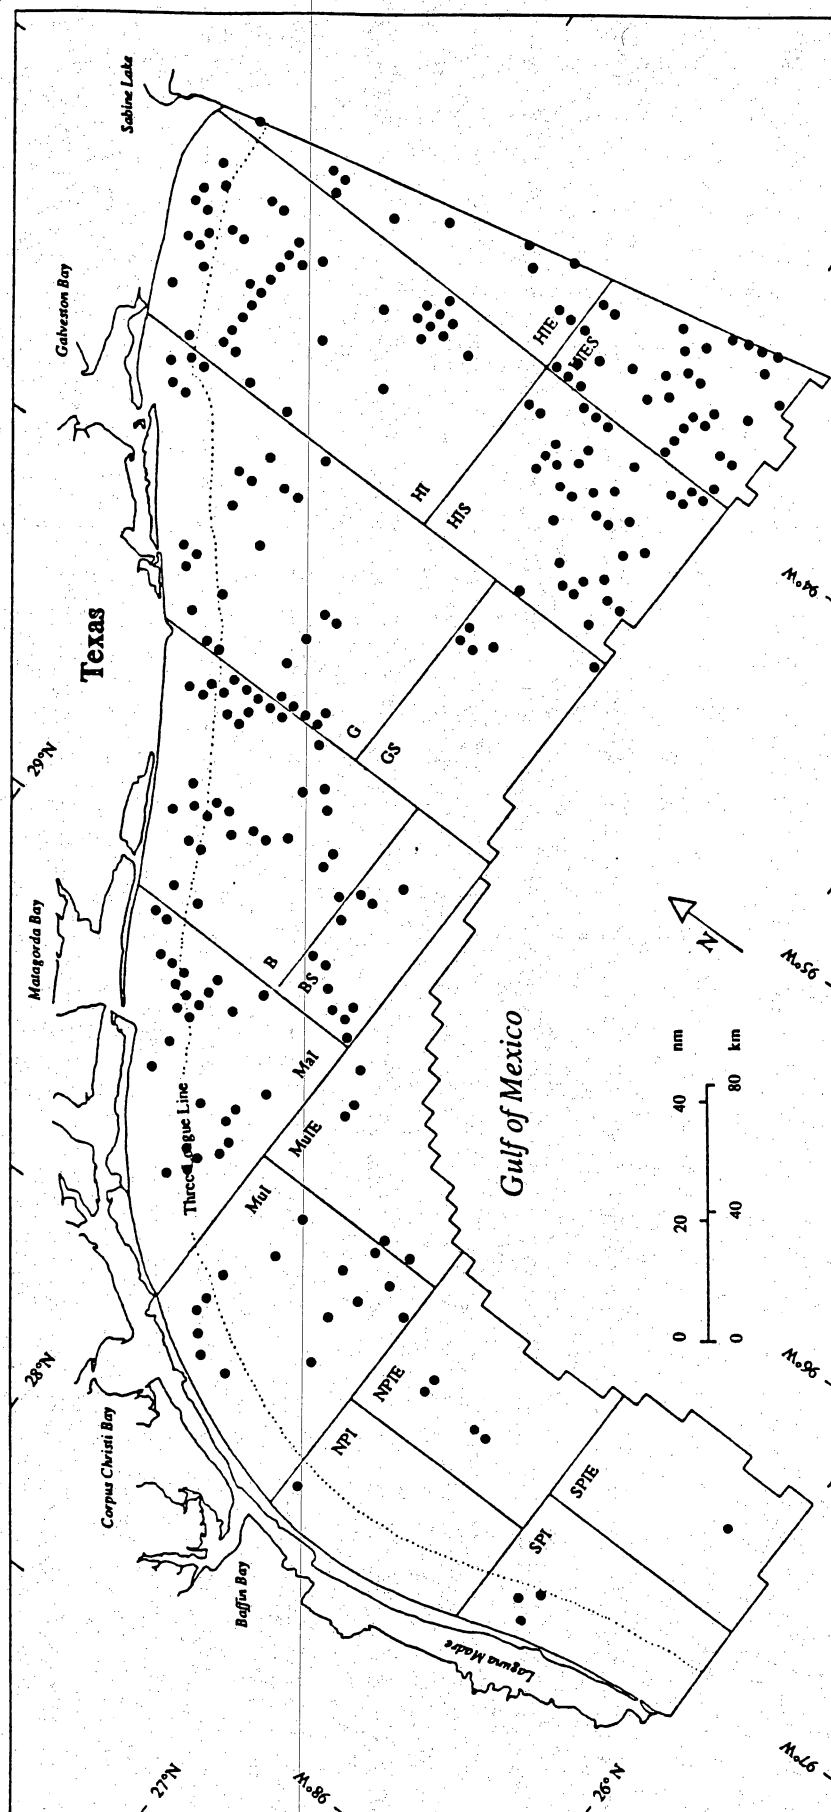 Sabine Lake
Galveston Bay
HIE
HIES
HI
HIS
94°W
Texas
G
GS
29°N
Matagorda Bay
N
B
BS
95°W
MaI
Gulf of Mexico
nm
km
40
80
Three League Line
MuIE
MuI
20
40
0
0
28°N
96°W
NPIE
NPI
Corpus Christi Bay
SPIE
SPI
Baffin Bay
Laguna Madre
27°N
98°W
26°N
97°W